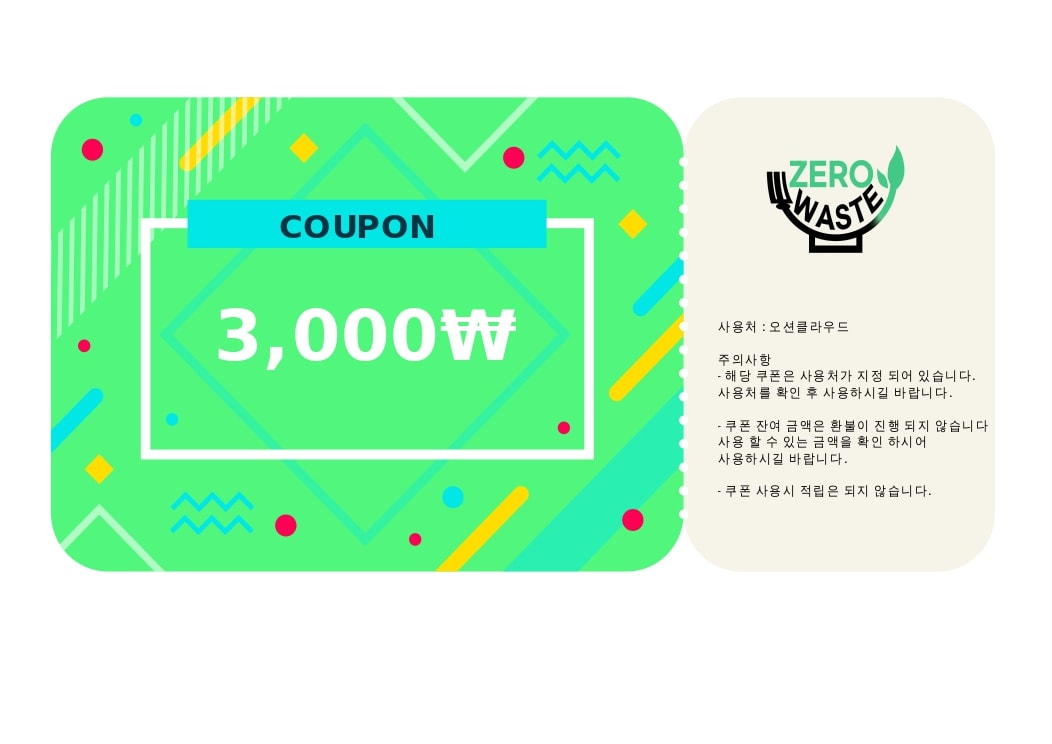 COUPON
3,000₩
ZERO
WASTE
사용처 : 오션클라우드
주의사항
- 해당 쿠폰은 사용처가 지정 되어 있습니다.
사용처를 확인 후 사용하시길 바랍니다.
- 쿠폰 잔여 금액은 환불이 진행 되지 않습니다
사용 할 수 있는 금액을 확인 하시어
사용하시길 바랍니다.
- 쿠폰 사용시 적립은 되지 않습니다.